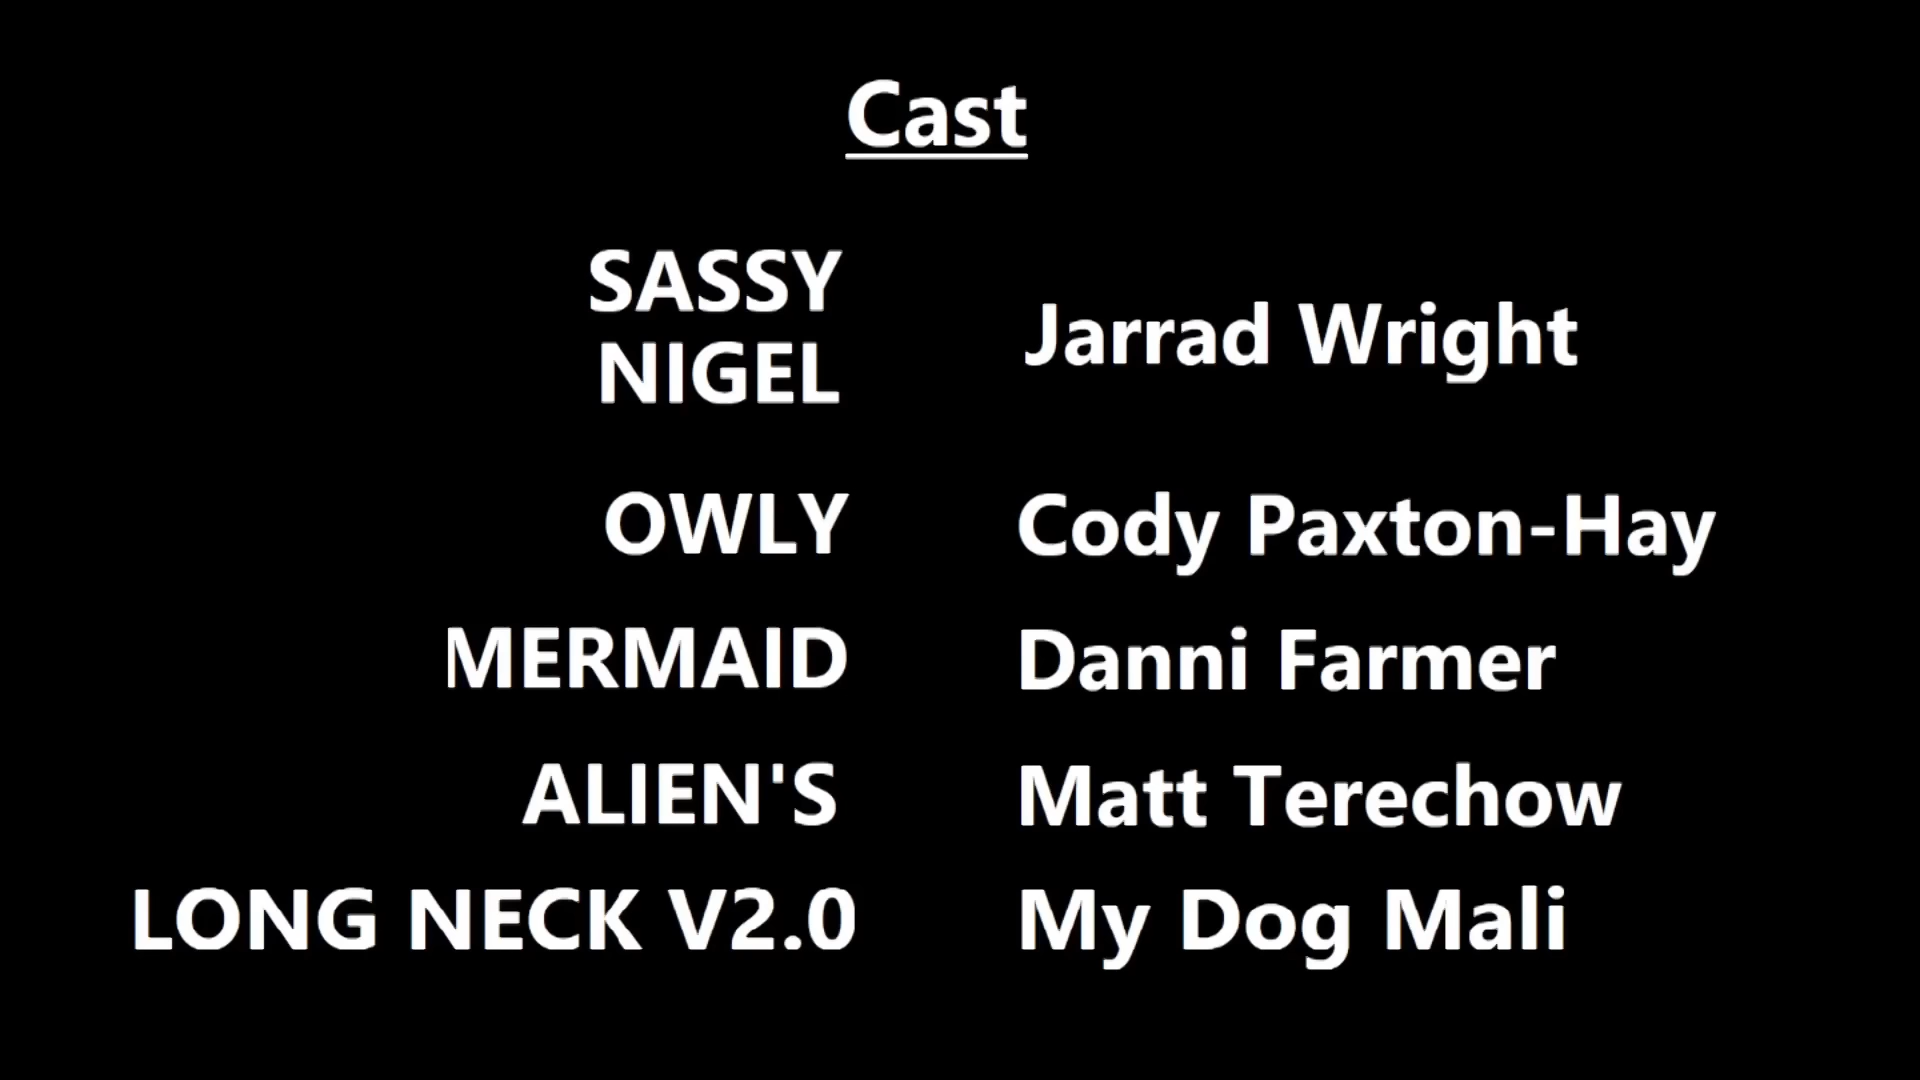 Cast
SASSY
NIGEL
Jarrad Wright
OWLY Cody Paxton-Hay
MERMAID Danni Farmer
ALIEN'S Matt Terechow
LONG NECK V2.0 My Dog Mali